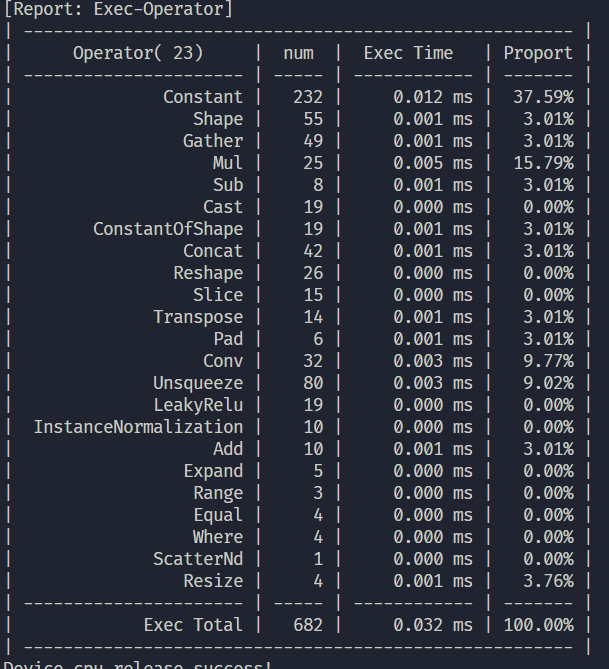 [Report: Exec-Operator]
| ------------------------------------------------------- |
| Operator( 23) | num | Exec Time | Proport |
| ---------------------- | ----- | ------------ | ------- |
| Constant | 232 | 0.012 ms | 37.59% |
| Shape | 55 | 0.001 ms | 3.01% |
| Gather | 49 | 0.001 ms | 3.01% |
| Mul | 25 | 0.005 ms | 15.79% |
| Sub | 8 | 0.001 ms | 3.01% |
| Cast | 19 | 0.000 ms | 0.00% |
| ConstantOfShape | 19 | 0.001 ms | 3.01% |
| Concat | 42 | 0.001 ms | 3.01% |
| Reshape | 26 | 0.000 ms | 0.00% |
| Slice | 15 | 0.000 ms | 0.00% |
| Transpose | 14 | 0.001 ms | 3.01% |
| Pad | 6 | 0.001 ms | 3.01% |
| Conv | 32 | 0.003 ms | 9.77% |
| Unsqueeze | 80 | 0.003 ms | 9.02% |
| LeakyRelu | 19 | 0.000 ms | 0.00% |
| InstanceNormalization | 10 | 0.000 ms | 0.00% |
| Add | 10 | 0.001 ms | 3.01% |
| Expand | 5 | 0.000 ms | 0.00% |
| Range | 3 | 0.000 ms | 0.00% |
| Equal | 4 | 0.000 ms | 0.00% |
| Where | 4 | 0.000 ms | 0.00% |
| ScatterNd | 1 | 0.000 ms | 0.00% |
| Resize | 4 | 0.001 ms | 3.76% |
| ---------------------- | ----- | ------------ | ------- |
| Exec Total | 682 | 0.032 ms | 100.00% |
| ------------------------------------------------------- |
Device cpu release success!